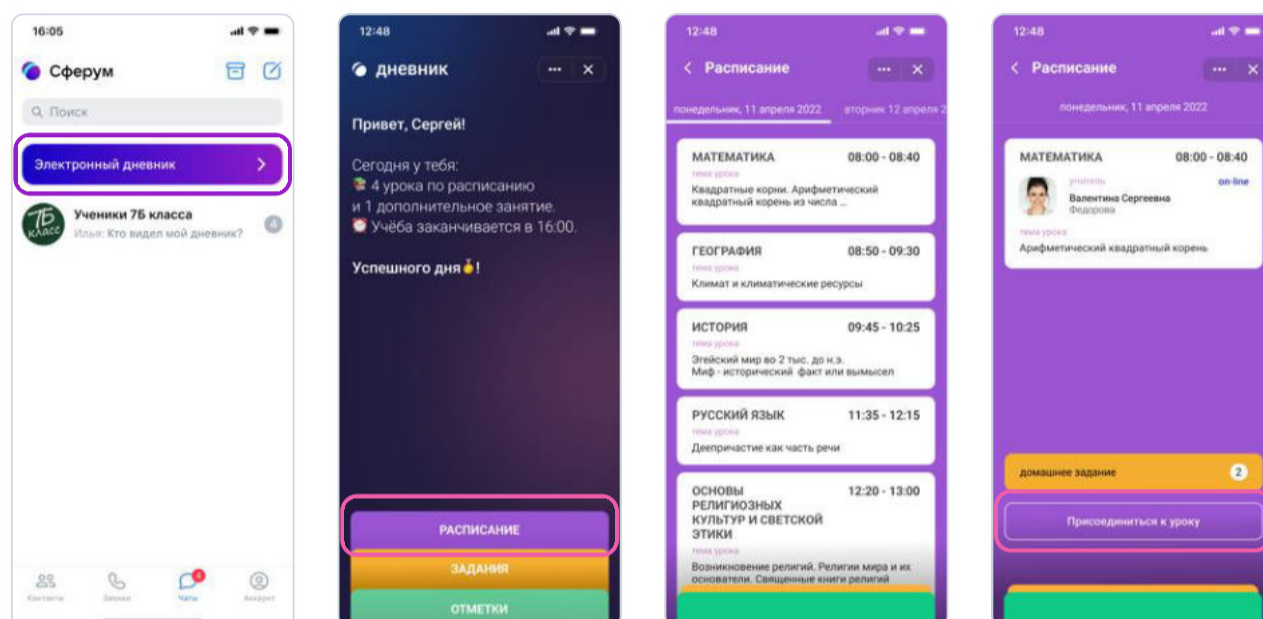 16:05
Сферум
Поиск
Электронный дневник
7Б
класс
Ученики 7Б класса
Илья: Кто видел мой дневник?
4
4
Контакты
Звонки
Чаты
Аккаунт
12:48
дневник
Привет, Сергей!
Сегодня у тебя:
4 урока по расписанию
и 1 дополнительное занятие.
Учёба заканчивается в 16:00.
Успешного дня!
РАСПИСАНИЕ
ЗАДАНИЯ
ОТМЕТКИ
12:48
Расписание
понедельник, 11 апреля 2022 вторник 12 апреля 2
МАТЕМАТИКА 08:00 - 08:40
тема урока
Квадратные корни. Арифметический
квадратный корень из числа ...
ГЕОГРАФИЯ 08:50 - 09:30
тема урока
Климат и климатические ресурсы
ИСТОРИЯ 09:45 - 10:25
тема урока
Эгейский мир во 2 тыс. до н.э.
Миф - исторический факт или вымысел
РУССКИЙ ЯЗЫК 11:35 - 12:15
тема урока
Деепричастие как часть речи
ОСНОВЫ 12:20 - 13:00
РЕЛИГИОЗНЫХ
КУЛЬТУР И СВЕТСКОЙ
ЭТИКИ
тема урока
Возникновение религий. Религии мира и их
основатели. Священные книги религий
12:48
Расписание
понедельник, 11 апреля 2022
МАТЕМАТИКА 08:00 - 08:40
учитель on-line
Валентина Сергеевна
Федорова
тема урока
Арифметический квадратный корень
домашнее задание 2
Присоединиться к уроку